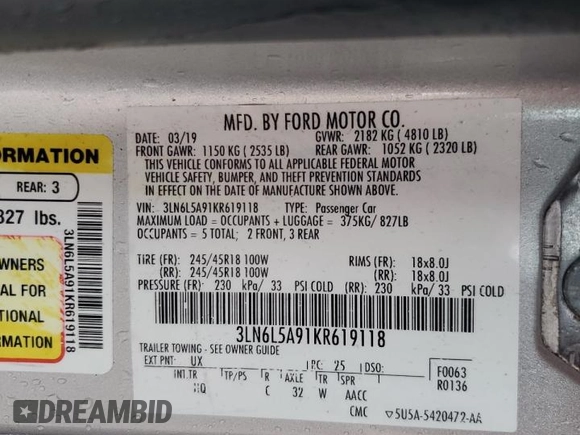 MFD. BY FORD MOTOR CO.
DATE: 03/19 GVWR: 2182 KG ( 4810 LB)
FRONT GAWR: 1150 KG ( 2535 LB) REAR GAWR: 1052 KG ( 2320 LB)
THIS VEHICLE CONFORMS TO ALL APPLICABLE FEDERAL MOTOR
VEHICLE SAFETY, BUMPER, AND THEFT PREVENTION STANDARDS
IN EFFECT ON THE DATE OF MANUFACTURE SHOWN ABOVE.
VIN: 3LN6L5A91KR619118 TYPE: Passenger Car
MAXIMUM LOAD = OCCUPANTS + LUGGAGE = 375KG/ 827LB
OCCUPANTS = 5 TOTAL; 2 FRONT, 3 REAR
TIRE (FR): 245/45R18 100W RIMS (FR): 18x8.0J
(RR): 245/45R18 100W (RR): 18x8.0J
PRESSURE (FR) 230 kPa/ 33 PSI COLD (RR) 230 kPa/ 33 PSI COLD
3LN6L5A91KR619118
TRAILER TOWING - SEE OWNER GUIDE
EXT PNT: UX RC: 25 DSO: F0063
INT TR TP/PS R AXLE TR SPR R0136
HQ C 32 W AACC
CMC ▽5U5A-5420472-AA
ORMATION
REAR: 3
827 lbs.
WNERS
AL FOR
TIONAL
3LN6L5A91KR619118
DREAMBID